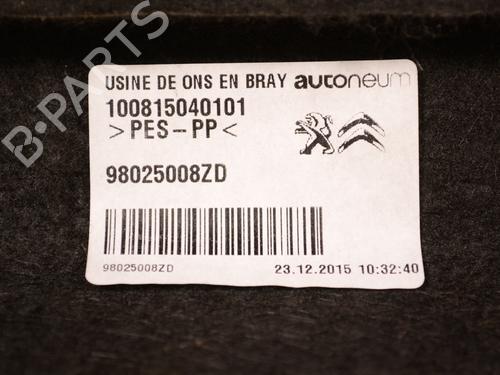 B-PARTS
USINE DE ONS EN BRAY autoneum
100815040101
>PES-PP<
98025008ZD
98025008ZD 23.12.2015 10:32:40